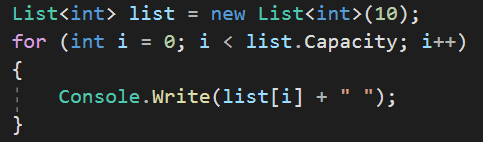 List<int> list = new List<int>(10);
for (int i = 0; i < list.Capacity; i++)
{
    Console.Write(list[i] + " ");
}